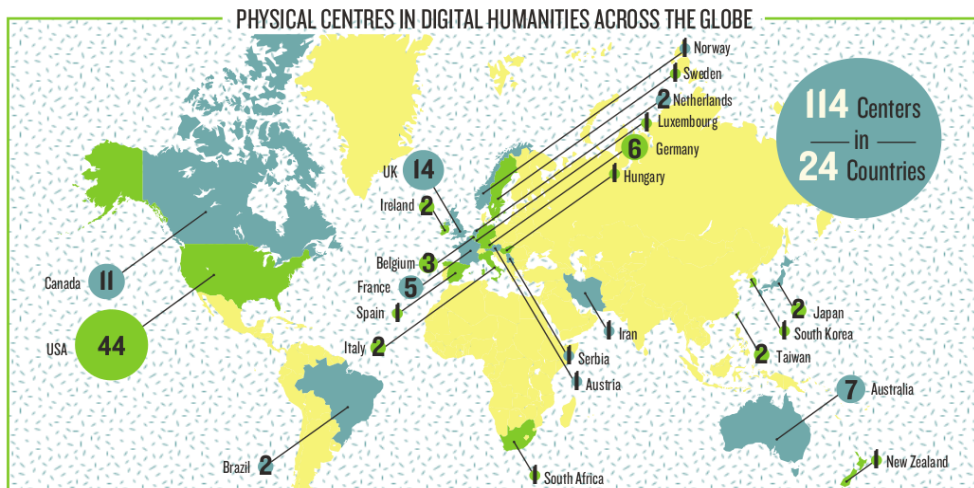 PHYSICAL CENTRES IN DIGITAL HUMANITIES ACROSS THE GLOBE
114 Centers
in
24 Countries
1 Norway
1 Sweden
2 Netherlands
1 Luxembourg
6 Germany
1 Hungary
UK 14
Ireland 2
Belgium 3
France 5
Spain 1
Italy 2
Canada 11
USA 44
Brazil 2
1 Serbia
1 Austria
1 Iran
2 Japan
1 South Korea
2 Taiwan
7 Australia
1 New Zealand
1 South Africa